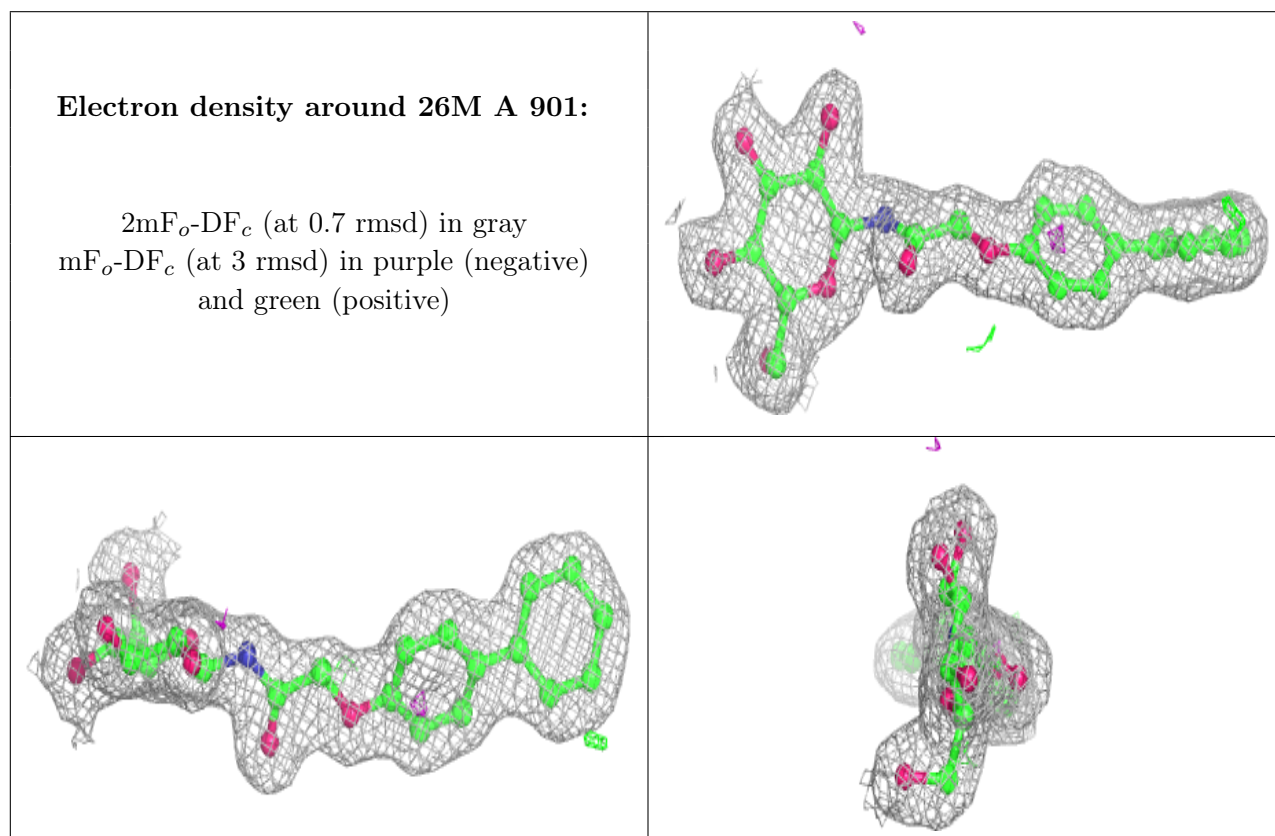 Electron density around 26M A 901:
2mFo-DFc (at 0.7 rmsd) in gray
mFo-DFc (at 3 rmsd) in purple (negative)
and green (positive)